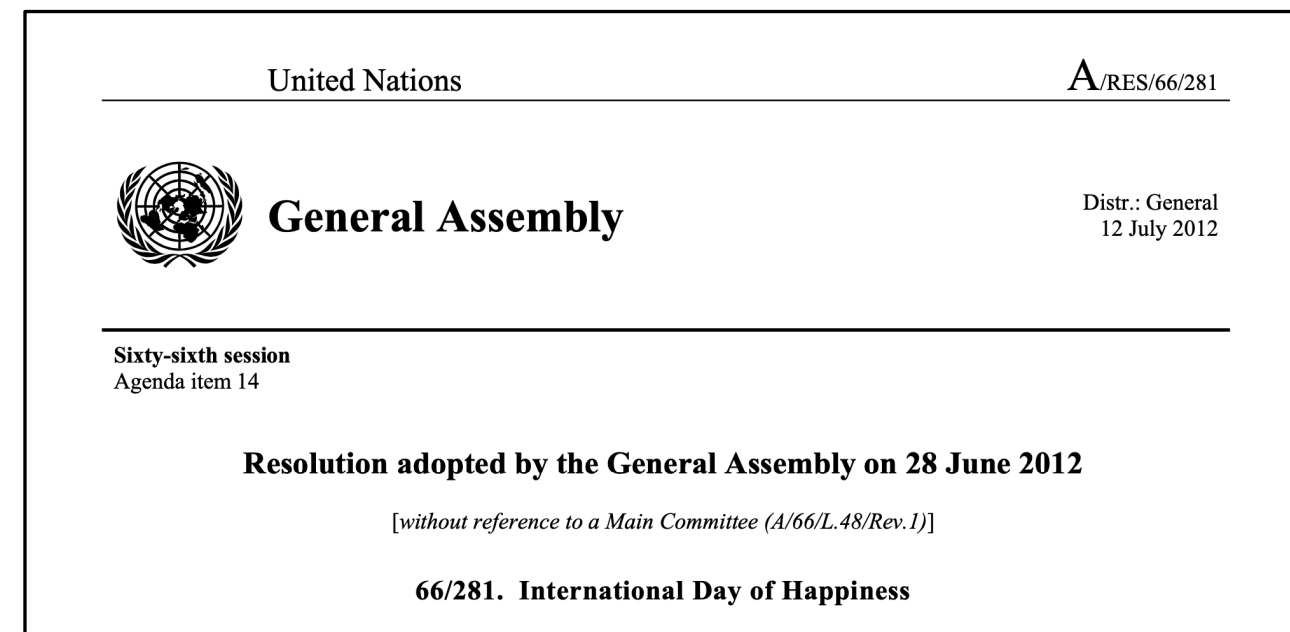 United Nations
A/RES/66/281
General Assembly
Distr.: General
12 July 2012
Sixty-sixth session
Agenda item 14
Resolution adopted by the General Assembly on 28 June 2012
[without reference to a Main Committee (A/66/L.48/Rev.1)]
66/281. International Day of Happiness